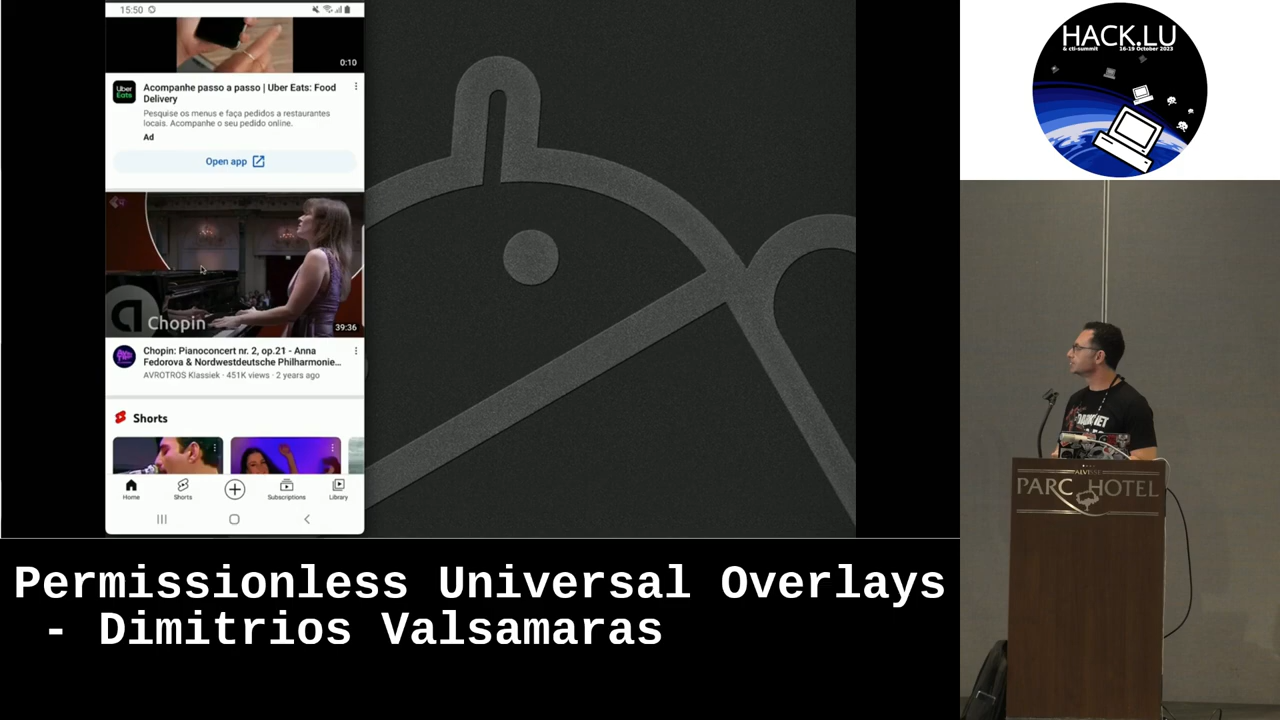 15:50
0:10
Uber
Eats
Acompanhe passo a passo | Uber Eats: Food
Delivery
Pesquise os menus e faça pedidos a restaurantes
locais. Acompanhe o seu pedido online.
Ad
Open app
a
Chopin
39:36
Chopin: Pianoconcert nr. 2, op.21 - Anna
Fedorova & Nordwestdeutsche Philharmonie...
AVROTROS Klassiek · 451K views · 2 years ago
Shorts
Home
Shorts
Subscriptions
Library
HACK.LU
& cti-summit 16-19 October 2023
ALVISSE
PARC HOTEL
Permissionless Universal Overlays
- Dimitrios Valsamaras